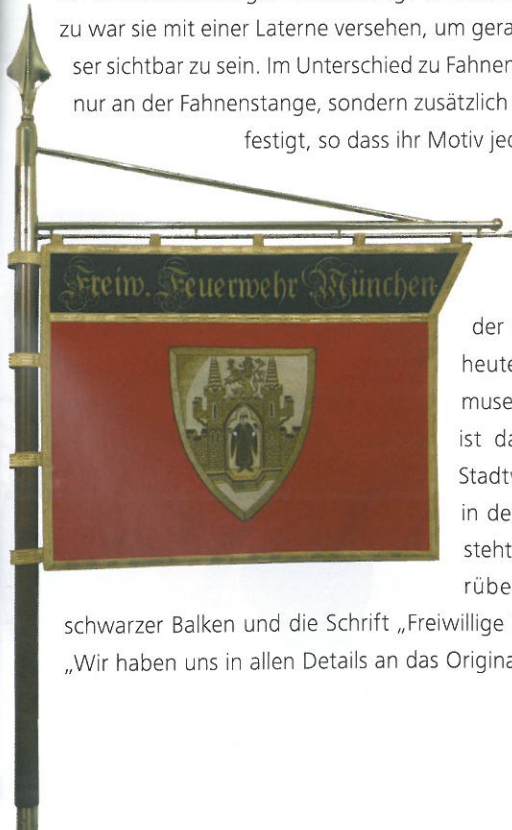 zu war sie mit einer Laterne versehen, um gera
ser sichtbar zu sein. Im Unterschied zu Fahnen
nur an der Fahnenstange, sondern zusätzlich
festigt, so dass ihr Motiv jec
Freiw. Feuerwehr München
der
heute
muse
ist da
Stadtw
in de
steht
rübe
schwarzer Balken und die Schrift „Freiwillige
„Wir haben uns in allen Details an das Origina